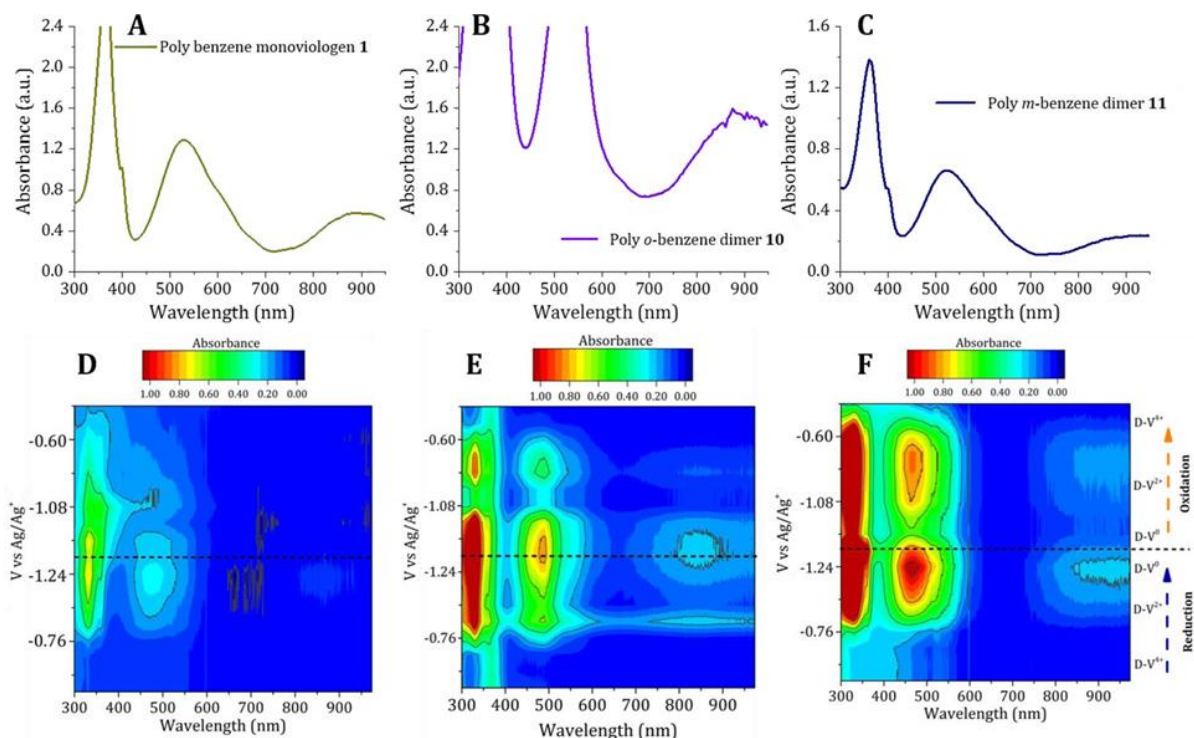 A
Poly benzene monoviologen 1
Absorbance (a.u.)
2.4
2.0
1.6
1.2
0.8
0.4
0.0
300 400 500 600 700 800 900
Wavelength (nm)
B
Poly o-benzene dimer 10
Absorbance (a.u.)
2.4
2.0
1.6
1.2
0.8
0.4
0.0
300 400 500 600 700 800 900
Wavelength (nm)
C
Poly m-benzene dimer 11
Absorbance (a.u.)
1.6
1.2
0.8
0.4
0.0
300 400 500 600 700 800 900
Wavelength (nm)
D
Absorbance
1.00 0.80 0.60 0.40 0.20 0.00
V vs Ag/Ag⁺
-0.60
-1.08
-1.24
-0.76
300 400 500 600 700 800 900
Wavelength (nm)
E
Absorbance
1.00 0.80 0.60 0.40 0.20 0.00
V vs Ag/Ag⁺
-0.60
-1.08
-1.24
-0.76
300 400 500 600 700 800 900
Wavelength (nm)
F
Absorbance
1.00 0.80 0.60 0.40 0.20 0.00
V vs Ag/Ag⁺
-0.60
-1.08
-1.24
-0.76
300 400 500 600 700 800 900
Wavelength (nm)
D-V⁴⁺
D-V²⁺
D-V⁰
Oxidation
D-V⁰
D-V²⁺
D-V⁴⁺
Reduction